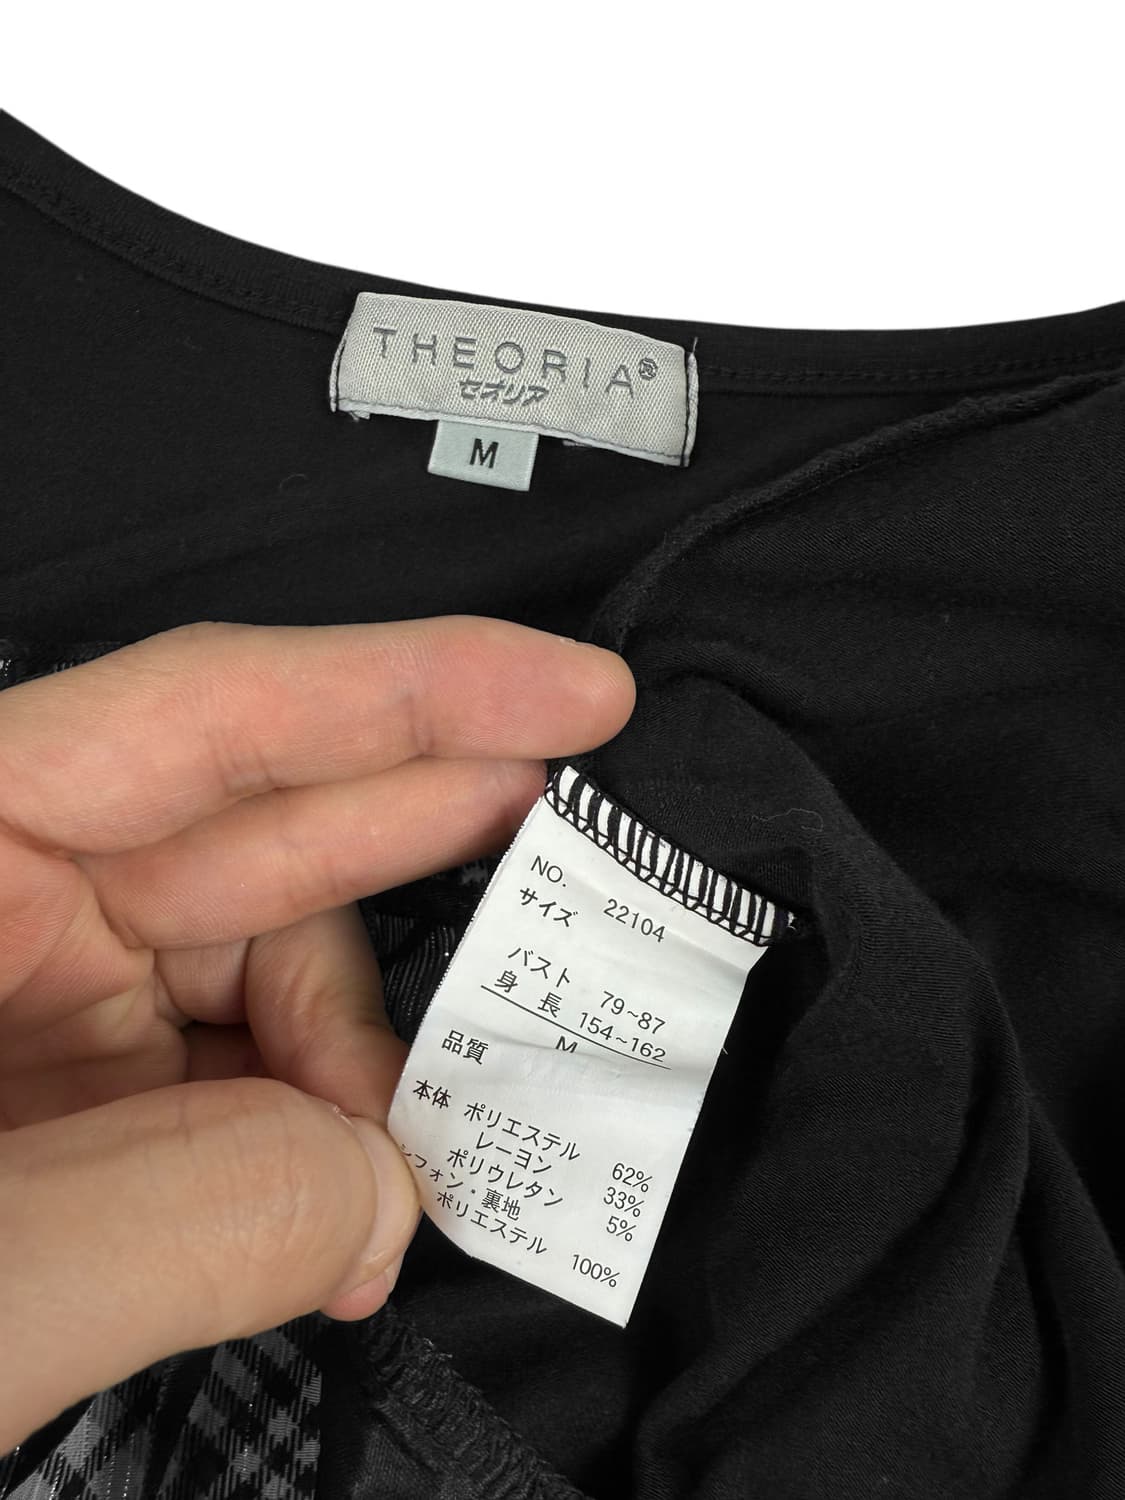 THEORIA®
セオリア
M
NO. 22104
サイズ
バスト 79~87
身 長 154~162
M
品質
本体 ポリエステル 62%
レーヨン 33%
ポリウレタン 5%
シフォン・裏地
ポリエステル 100%